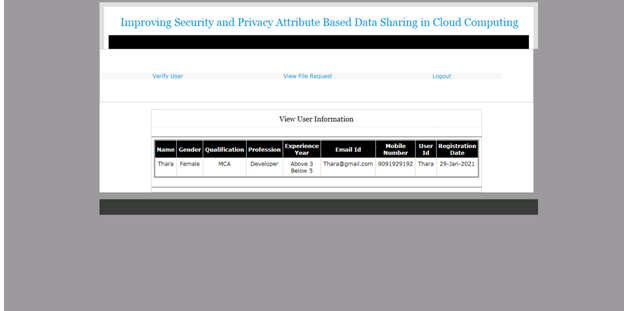 Improving Security and Privacy Attribute Based Data Sharing in Cloud Computing
Verify User View File Request Logout
View User Information
Name Gender Qualification Profession Experience Year Email Id Mobile Number User Id Registration Date
Thara Female MCA Developer Above 3 Below 5 Thara@gmail.com 9091929192 Thara 29-Jan-2021